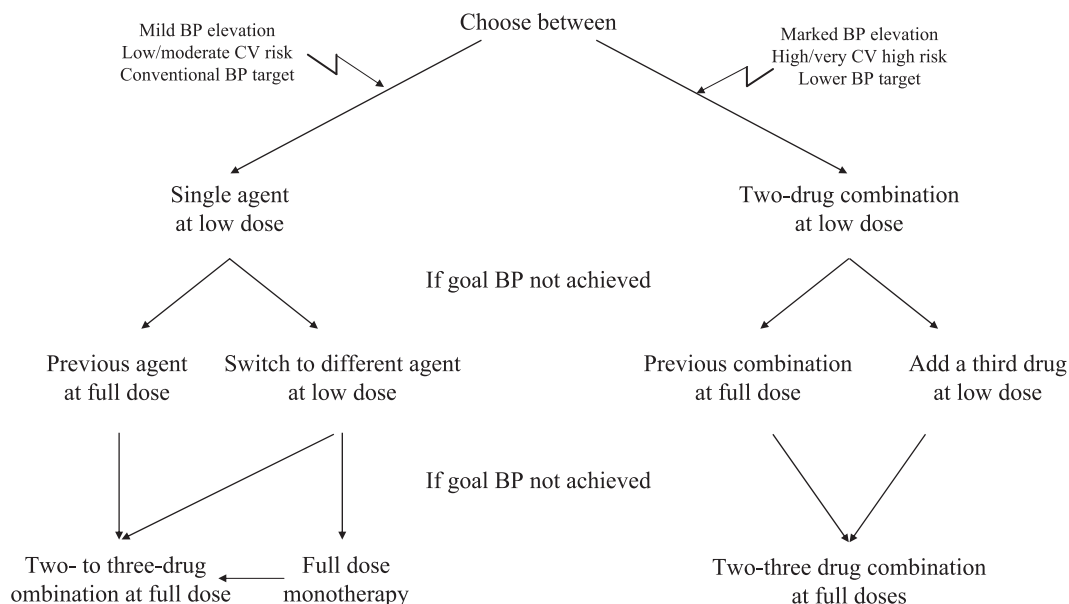 Choose between
Mild BP elevation
Low/moderate CV risk
Conventional BP target
Marked BP elevation
High/very CV high risk
Lower BP target
Single agent
at low dose
Two-drug combination
at low dose
If goal BP not achieved
Previous agent
at full dose
Switch to different agent
at low dose
Previous combination
at full dose
Add a third drug
at low dose
If goal BP not achieved
Two- to three-drug
ombination at full dose
Full dose
monotherapy
Two-three drug combination
at full doses